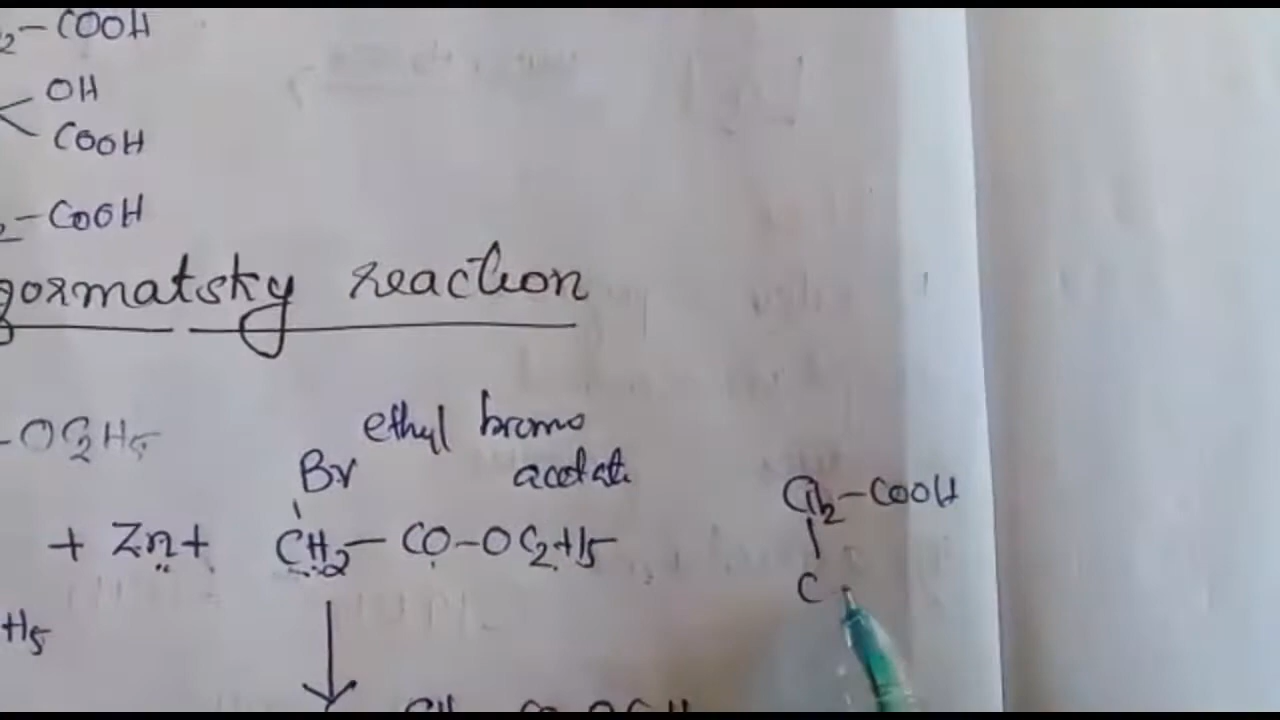 2-COOH
OH
COOH
2-COOH
gormatsky reaction
ethyl bromo
-OC2H5
Br
acetate
CH2-COOH
+ Zn + CH2-CO-OC2H5
C
H5